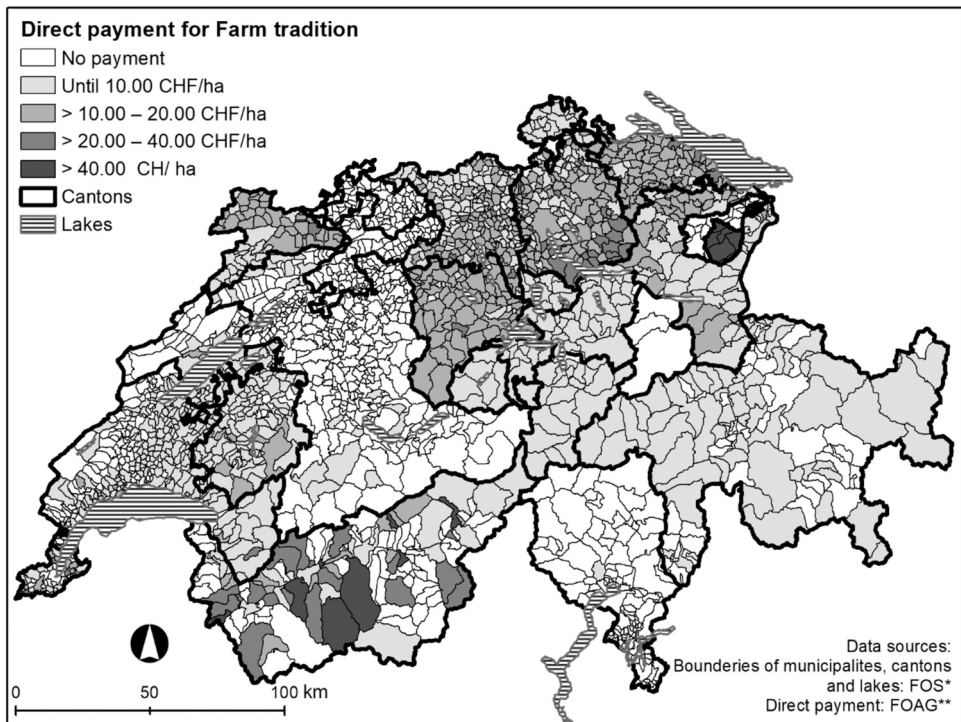 Direct payment for Farm tradition
No payment
Until 10.00 CHF/ha
> 10.00 – 20.00 CHF/ha
> 20.00 – 40.00 CHF/ha
> 40.00 CH/ ha
Cantons
Lakes
0 50 100 km
Data sources:
Bounderies of municipalites, cantons
and lakes: FOS*
Direct payment: FOAG**